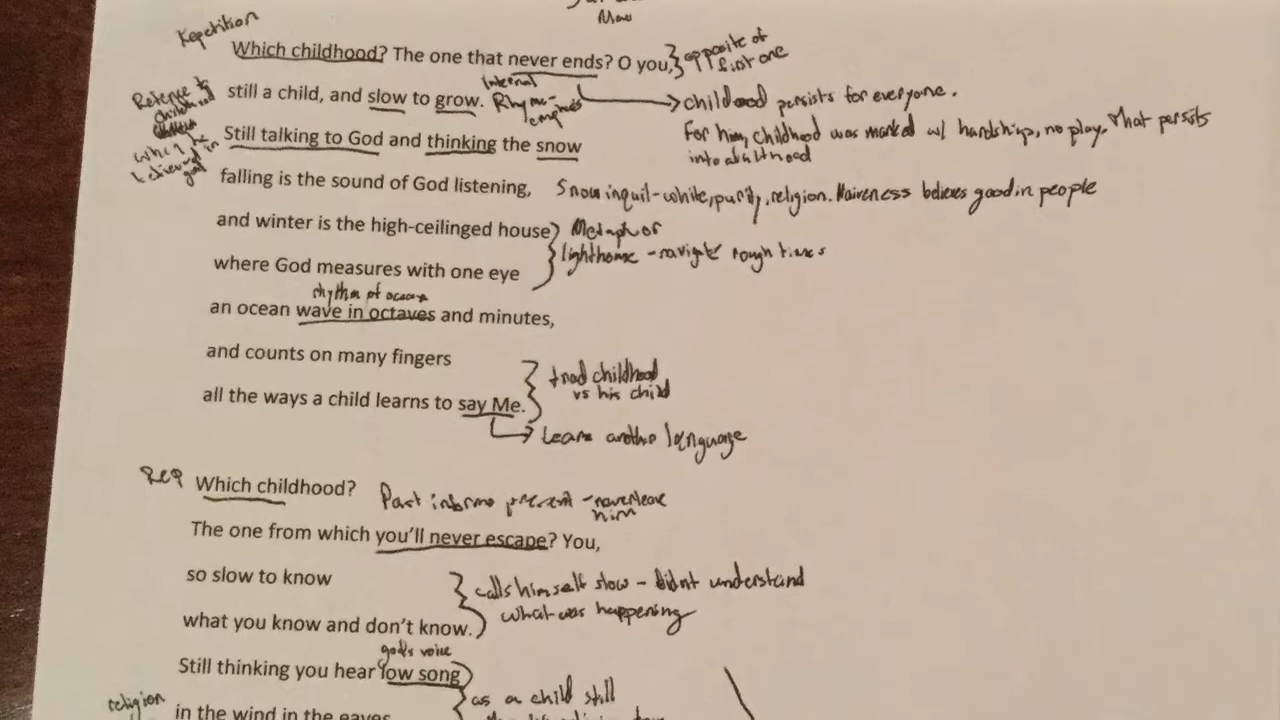 Now
Repetition
Which childhood? The one that never ends? O you, opposite of first one
Internal
still a child, and slow to grow. Rhyme- childhood persists for everyone.
For him, childhood was marked w/ hardships, no play. That persists
into adulthood
Still talking to God and thinking the snow
falling is the sound of God listening, Snow inquil-white, purity, religion. Naiveness believes good in people
and winter is the high-ceilinged house Metaphor
lighthouse - navigate rough times
where God measures with one eye
rhythm of ocean
an ocean wave in octaves and minutes,
and counts on many fingers
trad childhood
vs his child
all the ways a child learns to say Me.
Learn another language
Rep Which childhood? Past informs present - never leave
him
The one from which you'll never escape? You,
so slow to know
calls himself slow - didnt understand
what was happening
what you know and don't know.
god's voice
Still thinking you hear low song
religion in the wind in the eaves as a child still